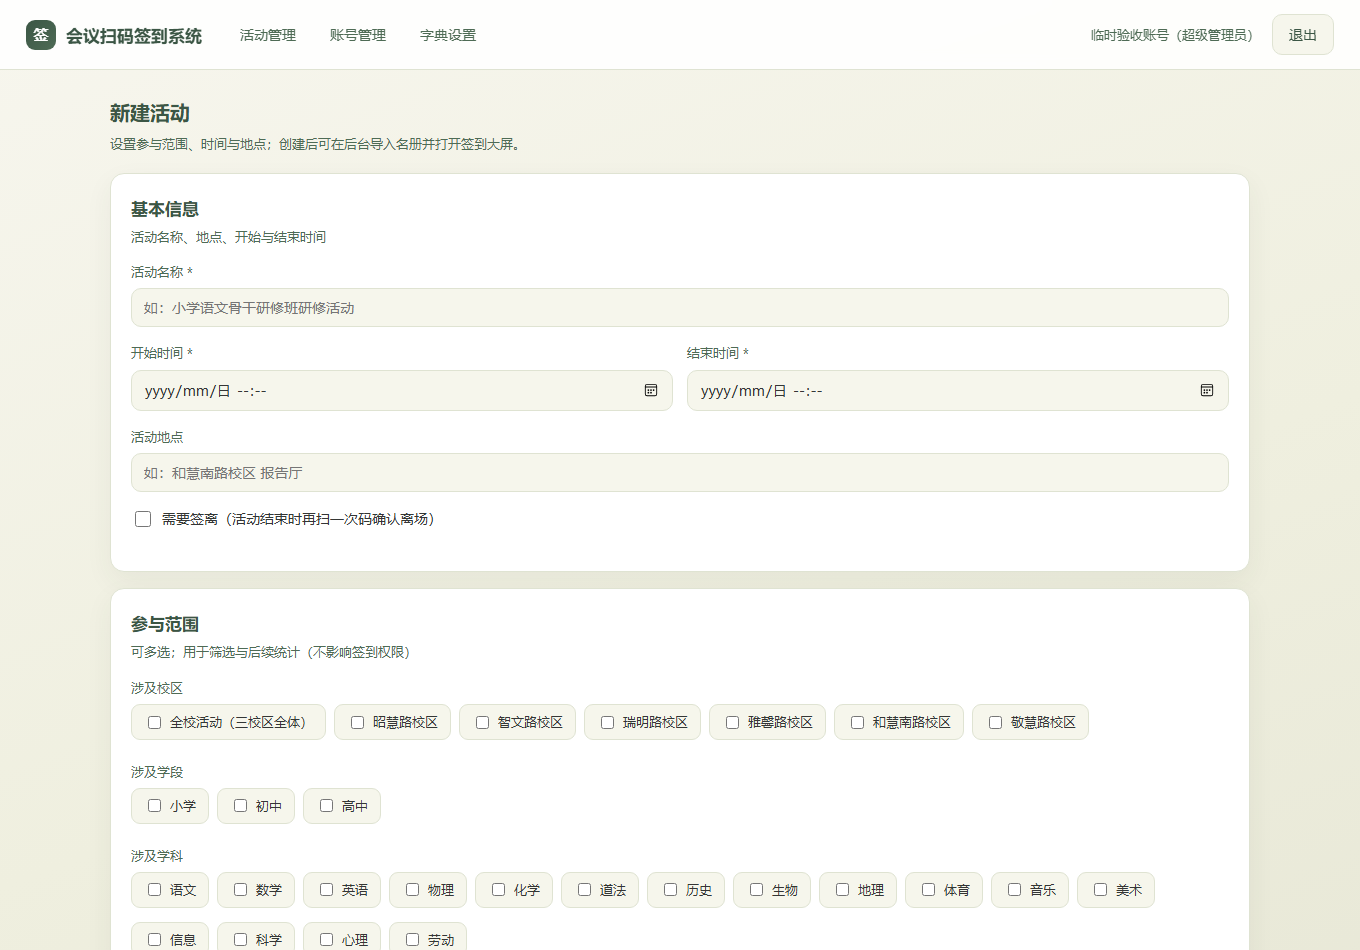 签 会议扫码签到系统 活动管理 账号管理 字典设置 临时验收账号（超级管理员） 退出
新建活动
设置参与范围、时间与地点；创建后可在后台导入名册并打开签到大屏。
基本信息
活动名称、地点、开始与结束时间
活动名称 *
如：小学语文骨干研修班研修活动
开始时间 * 结束时间 *
yyyy/mm/日 --:-- yyyy/mm/日 --:--
活动地点
如：和慧南路校区 报告厅
需要签离（活动结束时再扫一次码确认离场）
参与范围
可多选；用于筛选与后续统计（不影响签到权限）
涉及校区
全校活动（三校区全体） 昭慧路校区 智文路校区 瑞明路校区 雅馨路校区 和慧南路校区 敬慧路校区
涉及学段
小学 初中 高中
涉及学科
语文 数学 英语 物理 化学 道法 历史 生物 地理 体育 音乐 美术
信息 科学 心理 劳动